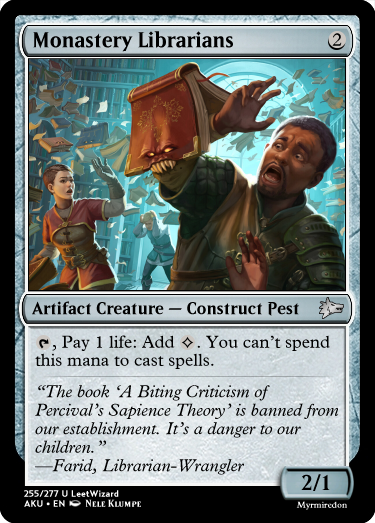 Monastery Librarians 2
Artifact Creature — Construct Pest
, Pay 1 life: Add . You can't spend
this mana to cast spells.
“The book ‘A Biting Criticism of
Percival's Sapience Theory’ is banned from
our establishment. It's a danger to our
children.”
—Farid, Librarian-Wrangler
2/1
255/277 U LeetWizard
AKU • EN Nele Klumpe
Myrmiredon